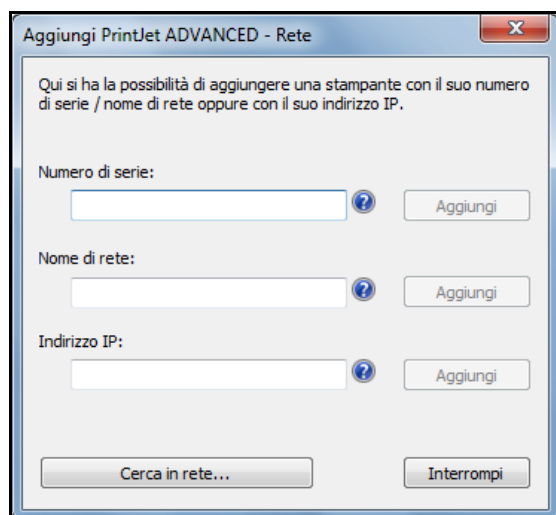 Aggiungi PrintJet ADVANCED - Rete
Qui si ha la possibilità di aggiungere una stampante con il suo numero
di serie / nome di rete oppure con il suo indirizzo IP.
Numero di serie:
Aggiungi
Nome di rete:
Aggiungi
Indirizzo IP:
Aggiungi
Cerca in rete... Interrompi